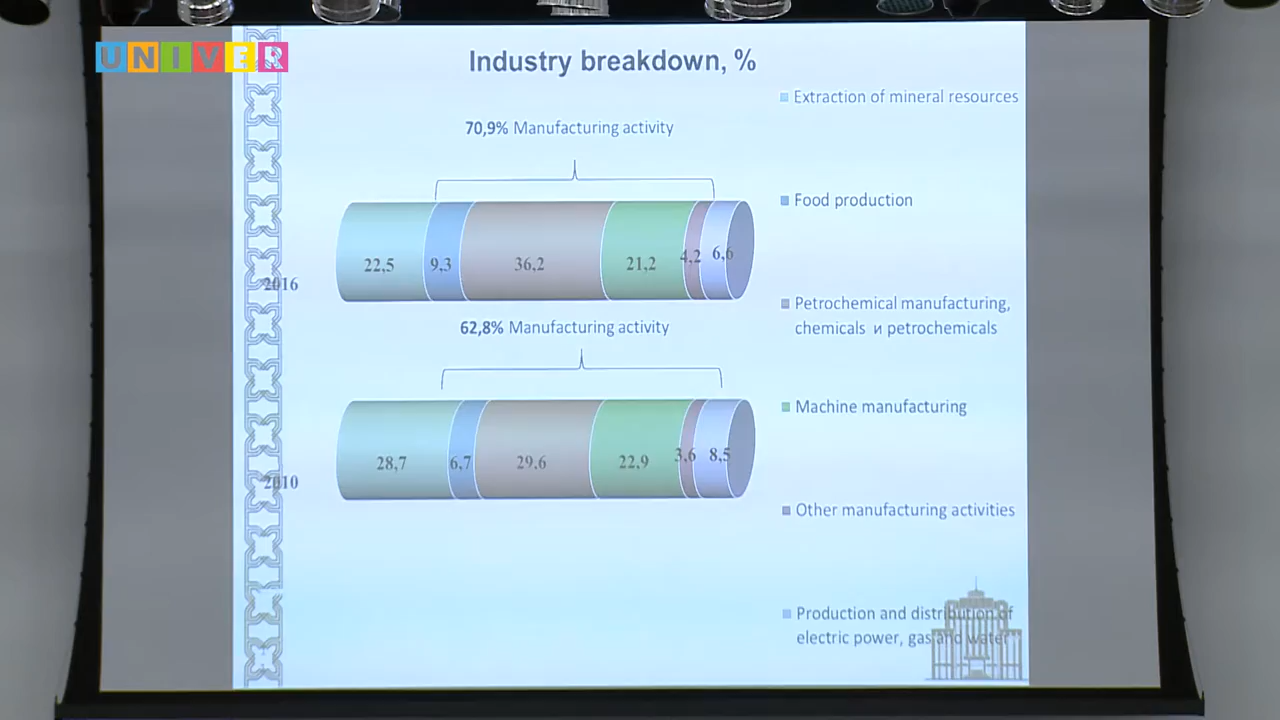 UNIVER
Industry breakdown, %
Extraction of mineral resources
70,9% Manufacturing activity
Food production
22,5 9,3 36,2 21,2 4,2 6,6
2016
Petrochemical manufacturing,
chemicals и petrochemicals
62,8% Manufacturing activity
Machine manufacturing
28,7 6,7 29,6 22,9 3,6 8,5
2010
Other manufacturing activities
Production and distribution of
electric power, gas and water